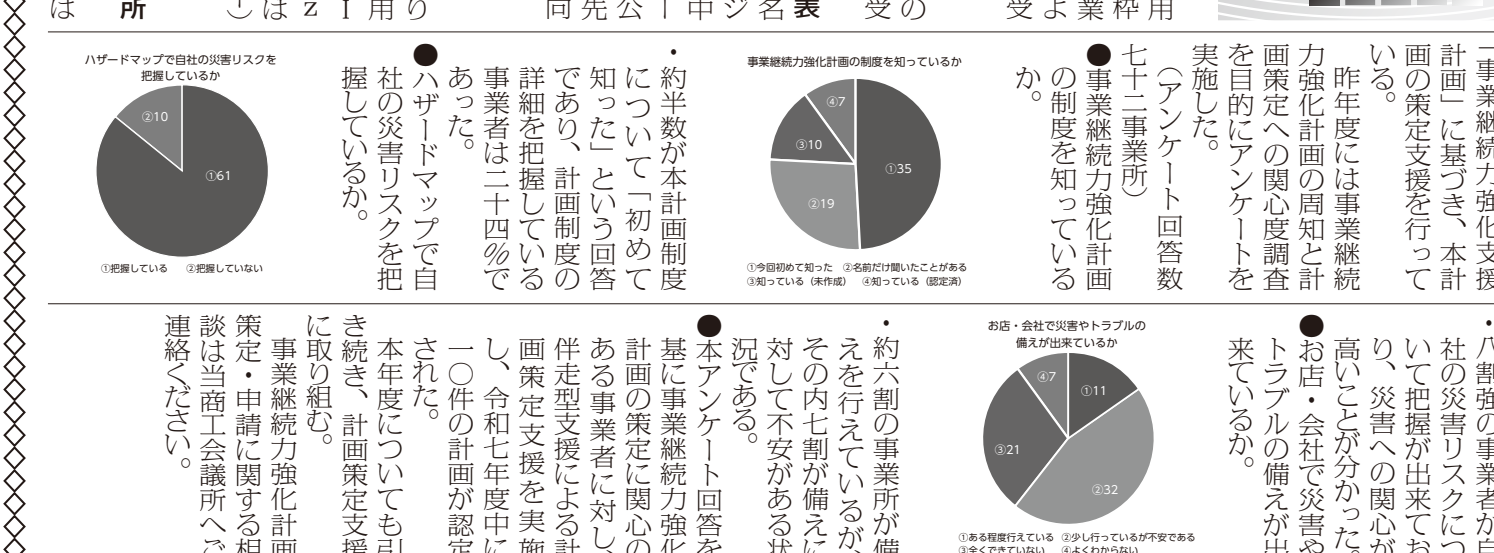 事業継続力強化支援
計画」に基づき、本計
画の策定支援を行って
いる。
昨年度には事業継続
力強化計画の周知と計
画策定への関心度調査
を目的にアンケートを
実施した。
（アンケート回答数
七十二事業所）
●事業継続力強化計画
の制度を知っている
か。
事業継続力強化計画の制度を知っているか
①35
②19
③10
④7
①今回初めて知った ②名前だけ聞いたことがある
③知っている（未作成） ④知っている（認定済）
・約半数が本計画制度
について「初めて
知った」という回答
であり、計画制度の
詳細を把握している
事業者は二十四％で
あった。
●ハザードマップで自
社の災害リスクを把
握しているか。
ハザードマップで自社の災害リスクを
把握しているか
①61
②10
①把握している ②把握していない
・八割強の事業者が自
社の災害リスクにつ
いて把握が出来てお
り、災害への関心が
高いことが分かった。
●お店・会社で災害や
トラブルの備えが出
来ているか。
お店・会社で災害やトラブルの
備えが出来ているか
①11
②32
③21
④7
①ある程度行えている ②少し行っているが不安である
③全くできていない ④よくわからない
・約六割の事業所が備
えを行えているが、
その内七割が備えに
対して不安がある状
況である。
●本アンケート回答を
基に事業継続力強化
計画の策定に関心の
ある事業者に対し、
伴走型支援による計
画策定支援を実施
し、令和七年度中に
一〇件の計画が認定
された。
本年度についても引
き続き、計画策定支援
に取り組む。
事業継続力強化計画
策定・申請に関する相
談は当商工会議所へご
連絡ください。